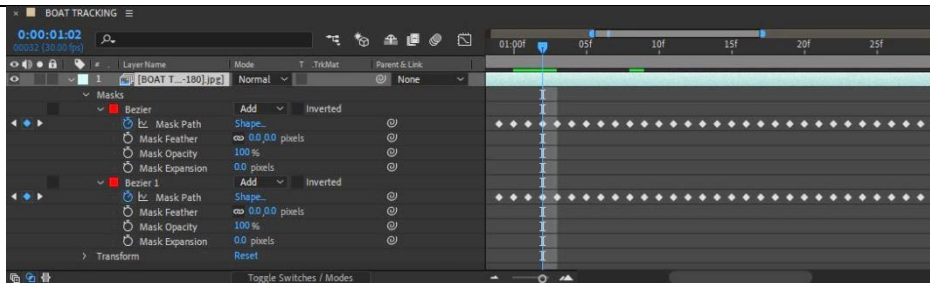 BOAT TRACKING
0:00:01:02
00032 (30.00 fps)
01:00f 05f 10f 15f 20f 25f
# . Layer Name Mode T .TrkMat Parent & Link
1 [BOAT T...-180].jpg] Normal None
Masks
Bezier Add Inverted
Mask Path Shape...
Mask Feather 0.0,0.0 pixels
Mask Opacity 100 %
Mask Expansion 0.0 pixels
Bezier 1 Add Inverted
Mask Path Shape...
Mask Feather 0.0,0.0 pixels
Mask Opacity 100 %
Mask Expansion 0.0 pixels
Transform Reset
Toggle Switches / Modes